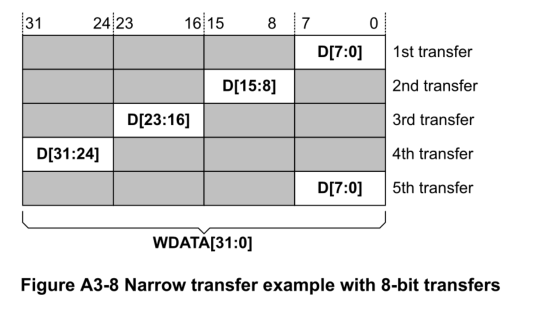 31 24 23 16 15 8 7 0
D[7:0] 1st transfer
D[15:8] 2nd transfer
D[23:16] 3rd transfer
D[31:24] 4th transfer
D[7:0] 5th transfer
WDATA[31:0]
Figure A3-8 Narrow transfer example with 8-bit transfers